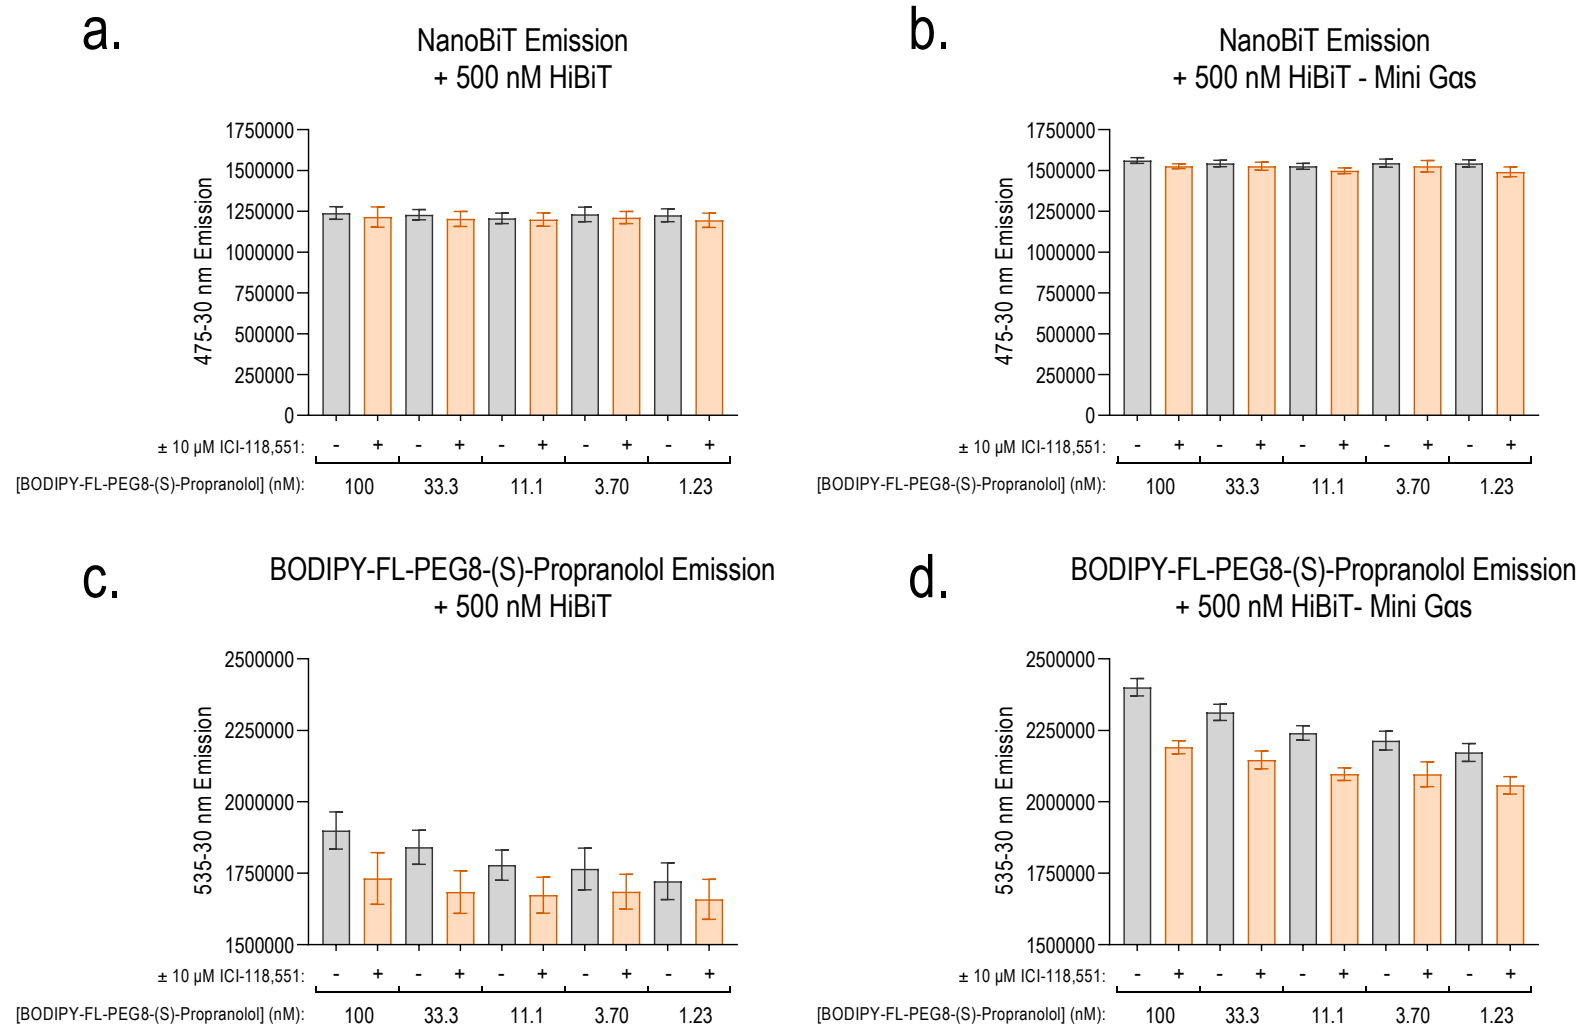 a.
NanoBiT Emission
+ 500 nM HiBiT
475-30 nm Emission
1750000
1500000
1250000
1000000
750000
500000
250000
0
± 10 µM ICI-118,551: - + - + - + - + - +
[BODIPY-FL-PEG8-(S)-Propranolol] (nM): 100 33.3 11.1 3.70 1.23
b.
NanoBiT Emission
+ 500 nM HiBiT - Mini Gαs
475-30 nm Emission
1750000
1500000
1250000
1000000
750000
500000
250000
0
± 10 µM ICI-118,551: - + - + - + - + - +
[BODIPY-FL-PEG8-(S)-Propranolol] (nM): 100 33.3 11.1 3.70 1.23
c.
BODIPY-FL-PEG8-(S)-Propranolol Emission
+ 500 nM HiBiT
535-30 nm Emission
2500000
2250000
2000000
1750000
1500000
± 10 µM ICI-118,551: - + - + - + - + - +
[BODIPY-FL-PEG8-(S)-Propranolol] (nM): 100 33.3 11.1 3.70 1.23
d.
BODIPY-FL-PEG8-(S)-Propranolol Emission
+ 500 nM HiBiT- Mini Gαs
535-30 nm Emission
2500000
2250000
2000000
1750000
1500000
± 10 µM ICI-118,551: - + - + - + - + - +
[BODIPY-FL-PEG8-(S)-Propranolol] (nM): 100 33.3 11.1 3.70 1.23